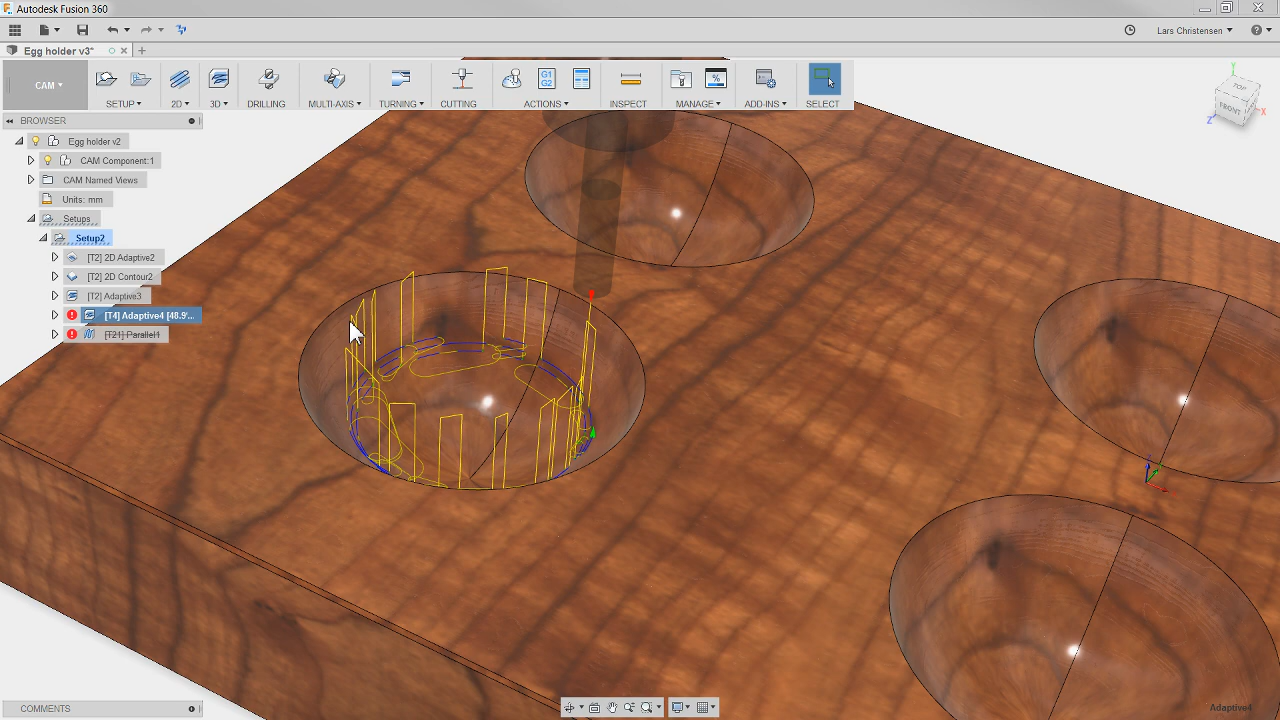 Autodesk Fusion 360
Lars Christensen
Egg holder v3*
CAM
SETUP
2D
3D
DRILLING
MULTI-AXIS
TURNING
CUTTING
G1
G2
ACTIONS
INSPECT
MANAGE
ADD-INS
SELECT
BROWSER
Egg holder v2
CAM Component:1
CAM Named Views
Units: mm
Setups
Setup2
[T2] 2D Adaptive2
[T2] 2D Contour2
[T2] Adaptive3
[T4] Adaptive4 [48.9'...
[T21] Parallel1
TOP
FRONT
Y
X
Z
COMMENTS
Adaptive4